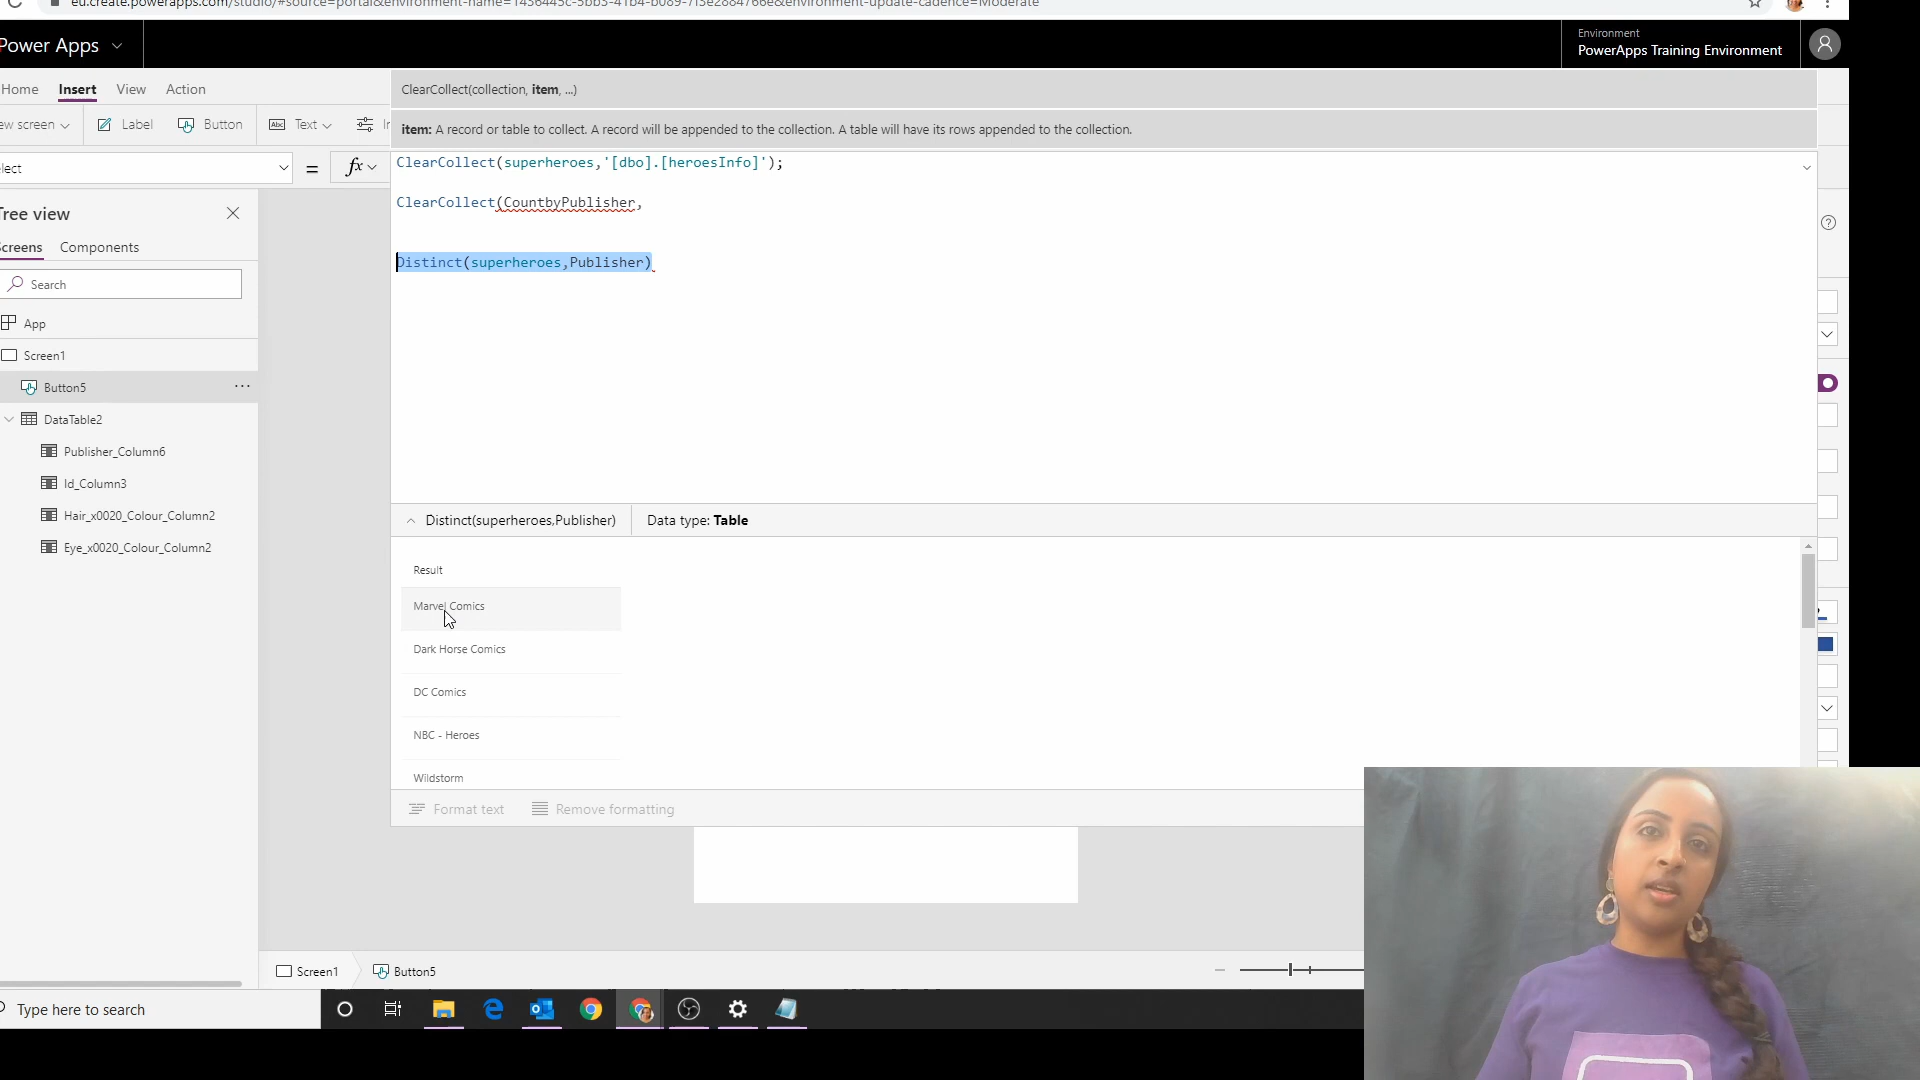 eu.create.powerapps.com/studio/#source=portal&environment-name=
Power Apps
Environment
PowerApps Training Environment
Home Insert View Action
ew screen Label Button Text
ClearCollect(collection, item, ...)
item: A record or table to collect. A record will be appended to the collection. A table will have its rows appended to the collection.
lect = fx
ClearCollect(superheroes,'[dbo].[heroesInfo]');
ClearCollect(CountbyPublisher,
Distinct(superheroes,Publisher)
Tree view
Screens Components
Search
App
Screen1
Button5
DataTable2
Publisher_Column6
Id_Column3
Hair_x0020_Colour_Column2
Eye_x0020_Colour_Column2
Distinct(superheroes,Publisher) Data type: Table
Result
Marvel Comics
Dark Horse Comics
DC Comics
NBC - Heroes
Wildstorm
Format text Remove formatting
Screen1 Button5
Type here to search